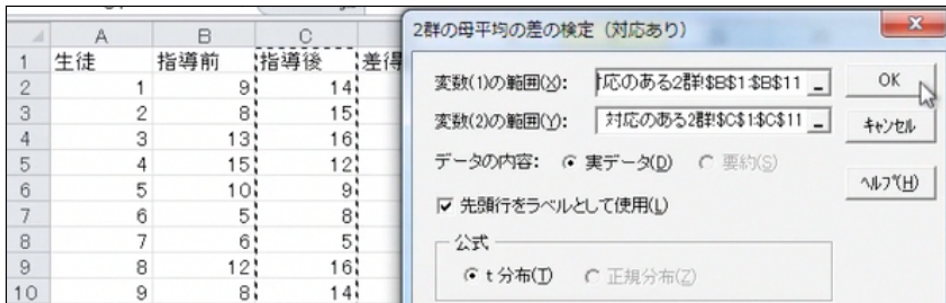 A B C
1 生徒 指導前 指導後 差得
2 1 9 14
3 2 8 15
4 3 13 16
5 4 15 12
6 5 10 9
7 6 5 8
8 7 6 5
9 8 12 16
10 9 8 14
2群の母平均の差の検定（対応あり）
変数(1)の範囲(X): 応のある2群!$B$1:$B$11
変数(2)の範囲(Y): 対応のある2群!$C$1:$C$11
データの内容: 実データ(D) 要約(S)
先頭行をラベルとして使用(L)
公式
t 分布(T) 正規分布(Z)
OK
キャンセル
ヘルプ(H)